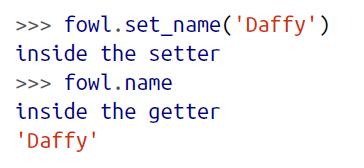 >>> fowl.set_name('Daffy')
inside the setter
>>> fowl.name
inside the getter
'Daffy'